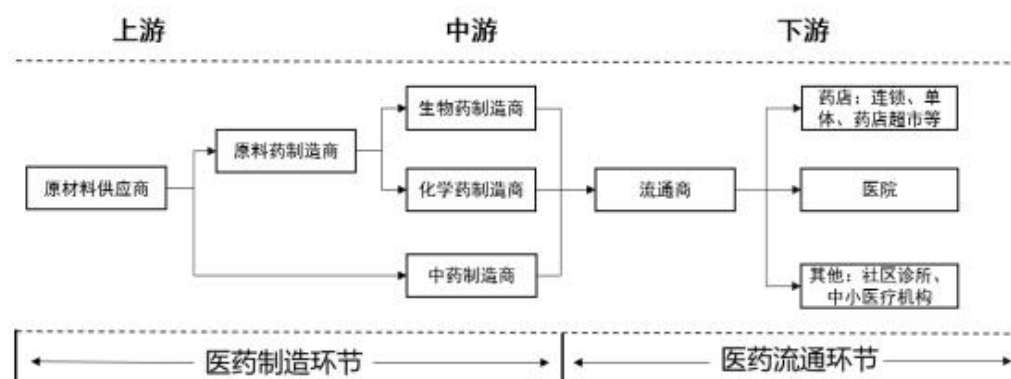 上游
中游
下游
生物药制造商
药店：连锁、单
体、药店超市等
原料药制造商
原材料供应商
化学药制造商
流通商
医院
中药制造商
其他：社区诊所、
中小医疗机构
医药制造环节
医药流通环节